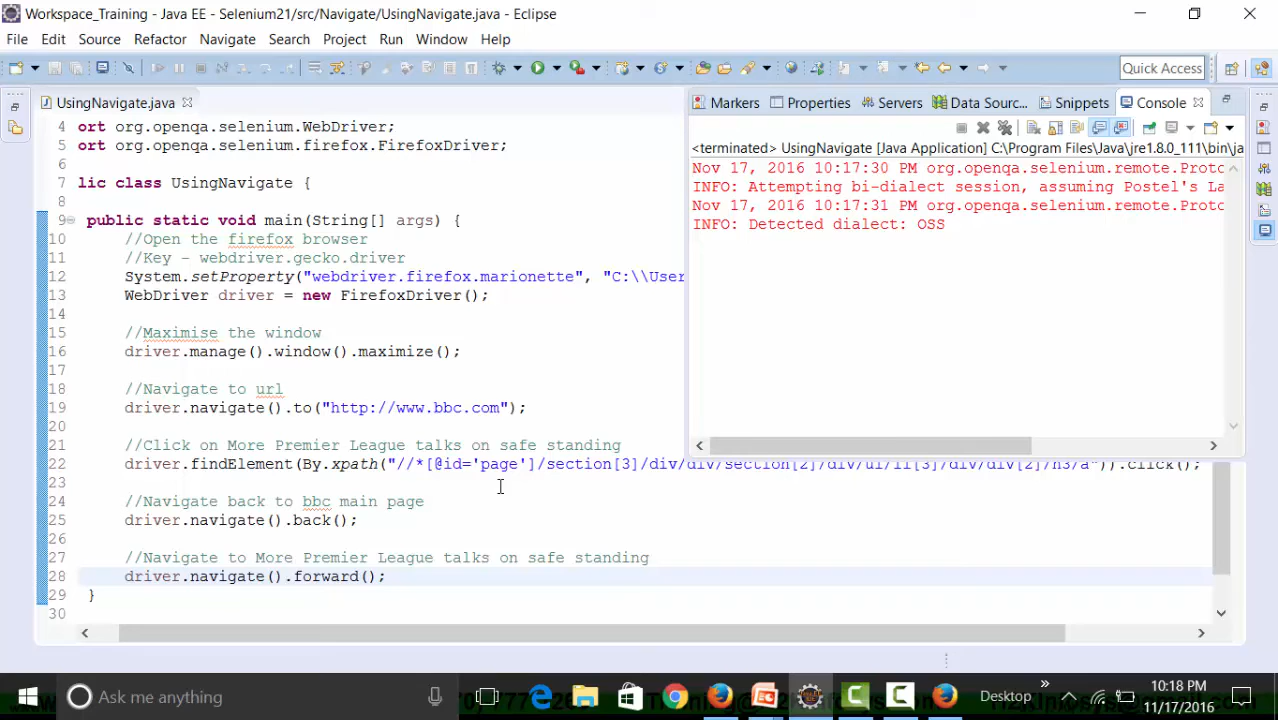 Workspace_Training - Java EE - Selenium21/src/Navigate/UsingNavigate.java - Eclipse
File Edit Source Refactor Navigate Search Project Run Window Help
Quick Access
UsingNavigate.java
Markers Properties Servers Data Sourc... Snippets Console
<terminated> UsingNavigate [Java Application] C:\Program Files\Java\jre1.8.0_111\bin\ja
Nov 17, 2016 10:17:30 PM org.openqa.selenium.remote.Proto
INFO: Attempting bi-dialect session, assuming Postel's La
Nov 17, 2016 10:17:31 PM org.openqa.selenium.remote.Proto
INFO: Detected dialect: OSS
4 ort org.openqa.selenium.WebDriver;
5 ort org.openqa.selenium.firefox.FirefoxDriver;
6
7 lic class UsingNavigate {
8
9 public static void main(String[] args) {
10 //Open the firefox browser
11 //Key - webdriver.gecko.driver
12 System.setProperty("webdriver.firefox.marionette", "C:\\User
13 WebDriver driver = new FirefoxDriver();
14
15 //Maximise the window
16 driver.manage().window().maximize();
17
18 //Navigate to url
19 driver.navigate().to("http://www.bbc.com");
20
21 //Click on More Premier League talks on safe standing
22 driver.findElement(By.xpath("//*[@id='page']/section[3]/div/div/section[2]/div/ul/li[3]/div/div[2]/h3/a")).click();
23
24 //Navigate back to bbc main page
25 driver.navigate().back();
26
27 //Navigate to More Premier League talks on safe standing
28 driver.navigate().forward();
29 }
30
Ask me anything
Desktop
10:18 PM
11/17/2016